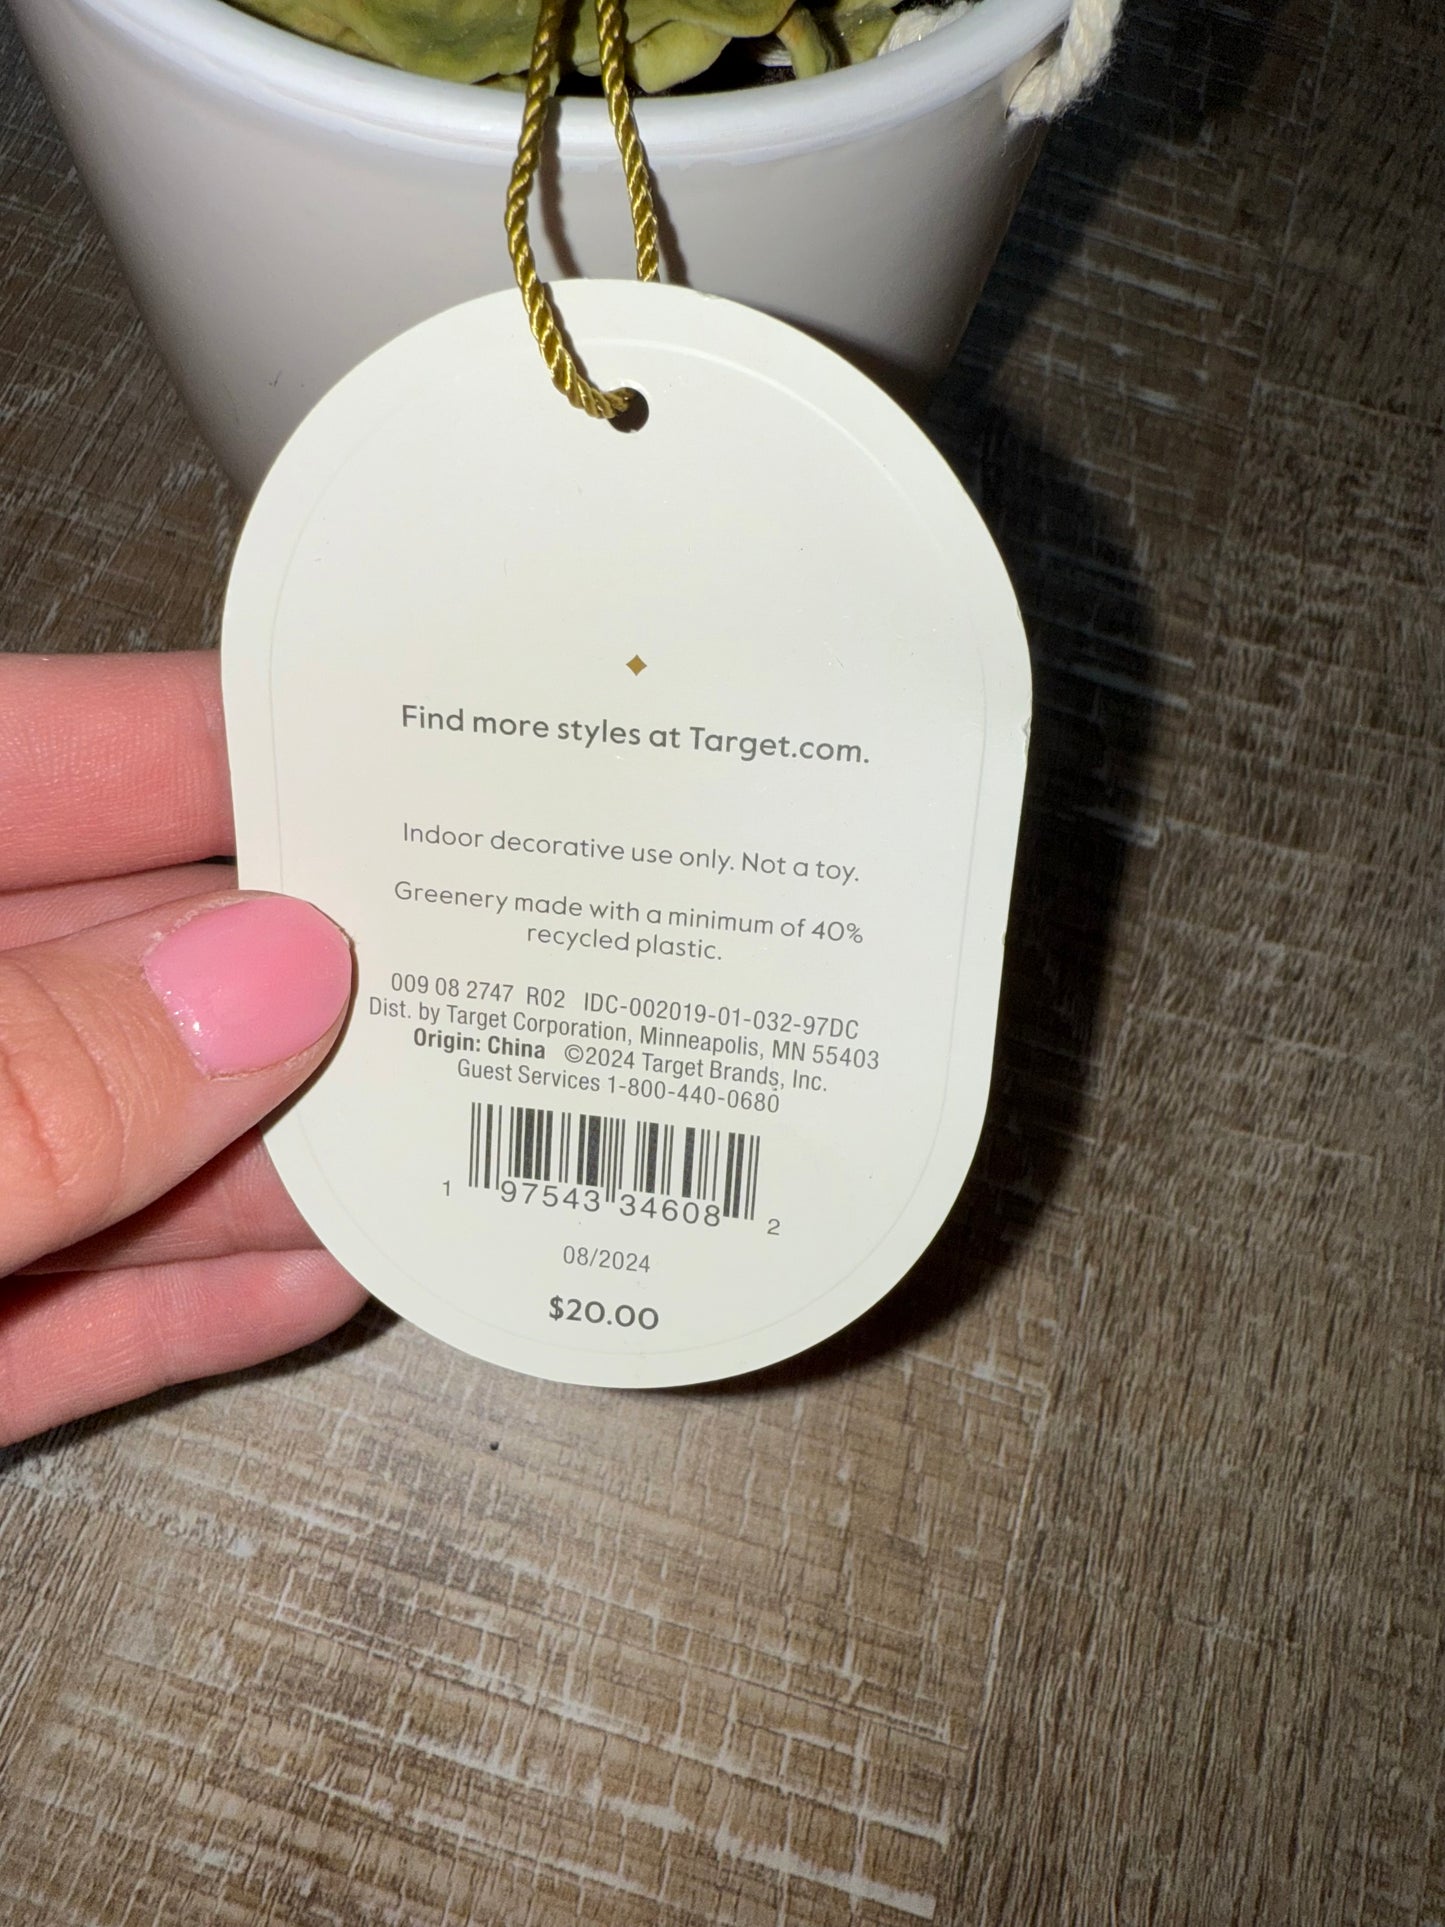 Find more styles at Target.com.
Indoor decorative use only. Not a toy.
Greenery made with a minimum of 40%
recycled plastic.
009 08 2747 R02 IDC-002019-01-032-97DC
Dist. by Target Corporation, Minneapolis, MN 55403
Origin: China ©2024 Target Brands, Inc.
Guest Services 1-800-440-0680
1 97543 34608 2
08/2024
$20.00